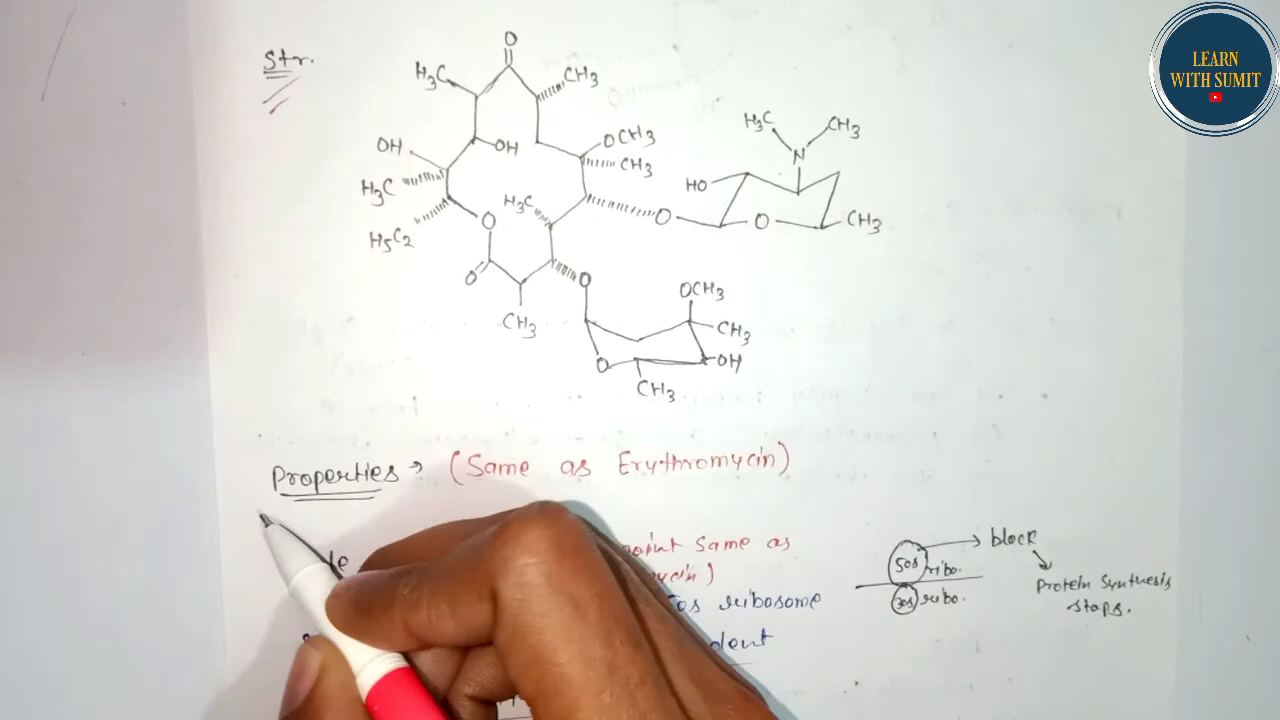 LEARN
WITH SUMIT
Str.
O
H3C
CH3
OH
OH
OCH3
CH3
H3C
H5C2
O
H3C
O
O
O
CH3
H3C
CH3
N
HO
O
CH3
OCH3
CH3
O
OH
CH3
Properties → (Same as Erythromycin)
point same as
50s ribosome
50s ribo. → block
Protein Synthesis
stops.
30s ribo.